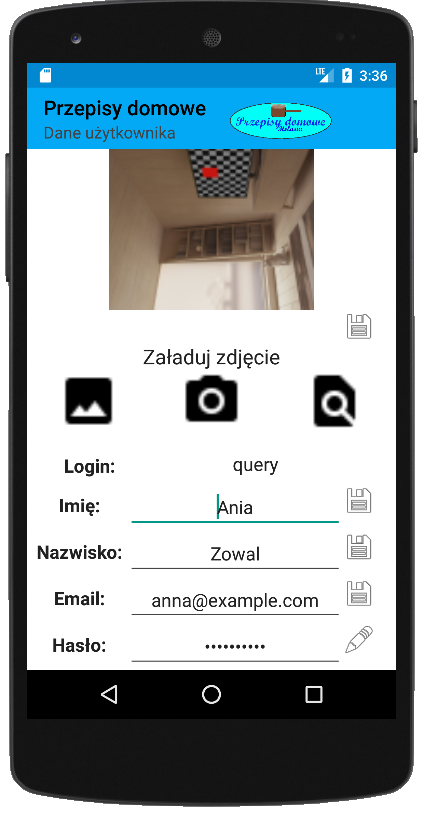 LTE 3:36
Przepisy domowe
Dane użytkownika
Przepisy domowe
Załaduj zdjęcie
Login: query
Imię: Ania
Nazwisko: Zowal
Email: anna@example.com
Hasło: ••••••••••